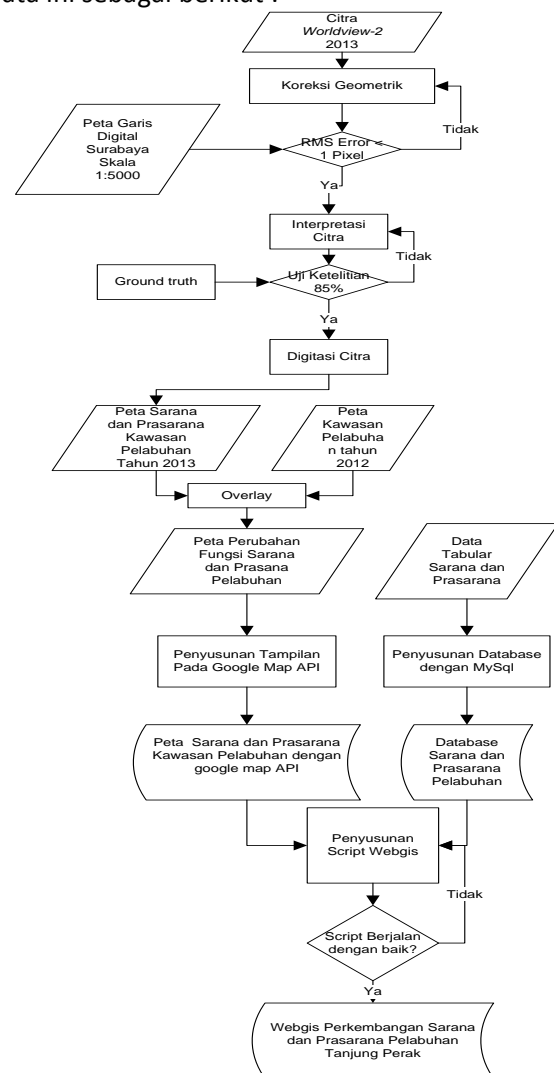 ata ini sebagai berikut :
Citra
Worldview-2
2013
Koreksi Geometrik
Tidak
Peta Garis
Digital
Surabaya
Skala
1:5000
RMS Error <
1 Pixel
Ya
Interpretasi
Citra
Tidak
Ground truth
Uji Ketelitian
85%
Ya
Digitasi Citra
Peta Sarana
dan Prasarana
Kawasan
Pelabuhan
Tahun 2013
Peta
Kawasan
Pelabuha
n tahun
2012
Overlay
Peta Perubahan
Fungsi Sarana
dan Prasana
Pelabuhan
Data
Tabular
Sarana dan
Prasarana
Penyusunan Tampilan
Pada Google Map API
Penyusunan Database
dengan MySql
Peta Sarana dan Prasarana
Kawasan Pelabuhan dengan
google map API
Database
Sarana dan
Prasarana
Pelabuhan
Penyusunan
Script Webgis
Tidak
Script Berjalan
dengan baik?
Ya
Webgis Perkembangan Sarana
dan Prasarana Pelabuhan
Tanjung Perak